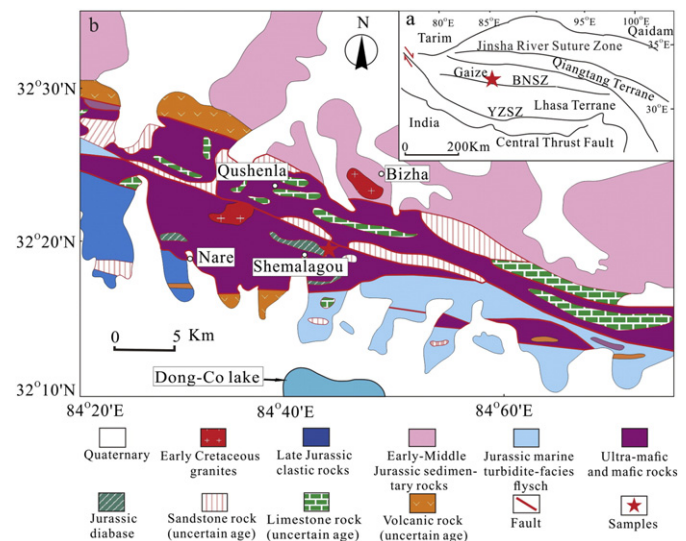 b
N
a
80°E 85°E 95°E 100°E
Tarim
Qaidam
35°E
Jinsha River Suture Zone
Qiangtang Terrane
Gaize
BNSZ
30°E
YZSZ
Lhasa Terrane
India
Central Thrust Fault
0 200Km
32°30'N
32°20'N
32°10'N
Qushenla
Bizha
Nare
Shemalagou
0 5 Km
Dong-Co lake
84°20'E 84°40'E 84°60'E
Quaternary
Early Cretaceous
granites
Late Jurassic
clastic rocks
Early-Middle
Jurassic sedimen-
tary rocks
Jurassic marine
turbidite-facies
flysch
Ultra-mafic
and mafic rocks
Jurassic
diabase
Sandstone rock
(uncertain age)
Limestone rock
(uncertain age)
Volcanic rock
(uncertain age)
Fault
Samples